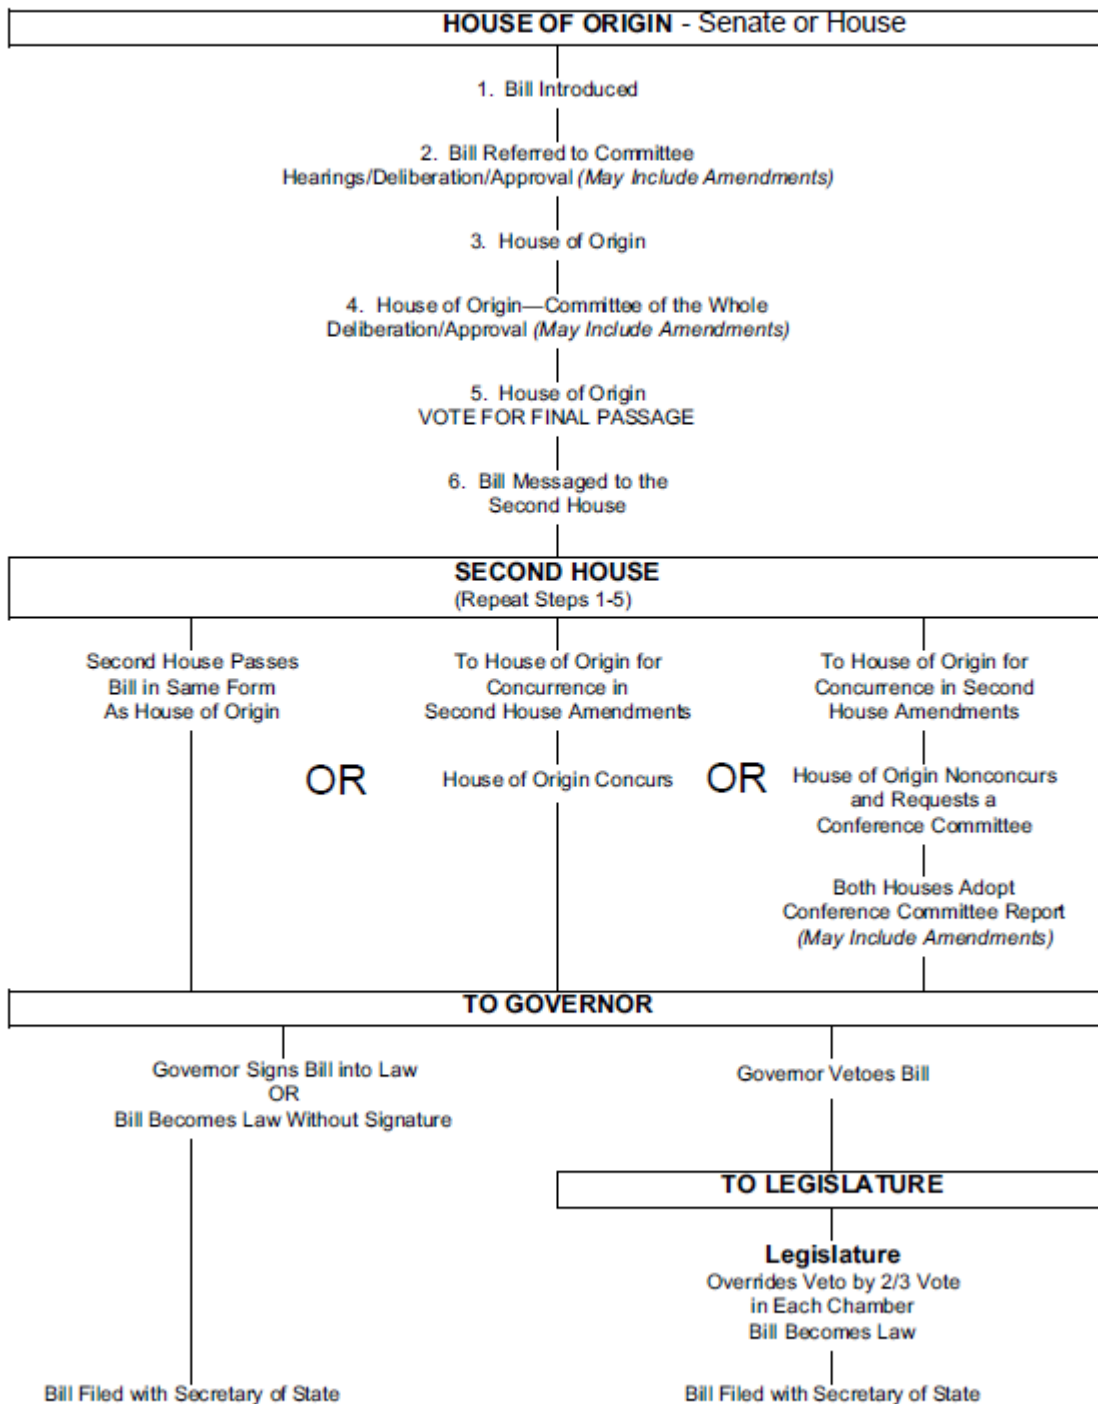 HOUSE OF ORIGIN - Senate or House
1. Bill Introduced
2. Bill Referred to Committee
Hearings/Deliberation/Approval (May Include Amendments)
3. House of Origin
4. House of Origin—Committee of the Whole
Deliberation/Approval (May Include Amendments)
5. House of Origin
VOTE FOR FINAL PASSAGE
6. Bill Messaged to the
Second House
SECOND HOUSE
(Repeat Steps 1-5)
Second House Passes
Bill in Same Form
As House of Origin
OR
To House of Origin for
Concurrence in
Second House Amendments
House of Origin Concurs
OR
To House of Origin for
Concurrence in Second
House Amendments
House of Origin Nonconcurs
and Requests a
Conference Committee
Both Houses Adopt
Conference Committee Report
(May Include Amendments)
TO GOVERNOR
Governor Signs Bill into Law
OR
Bill Becomes Law Without Signature
Bill Filed with Secretary of State
Governor Vetoes Bill
TO LEGISLATURE
Legislature
Overrides Veto by 2/3 Vote
in Each Chamber
Bill Becomes Law
Bill Filed with Secretary of State